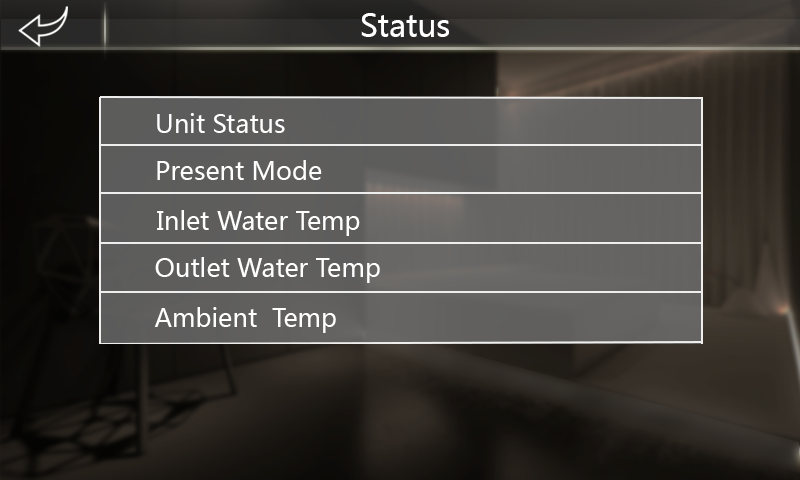 Status
Unit Status
Present Mode
Inlet Water Temp
Outlet Water Temp
Ambient  Temp